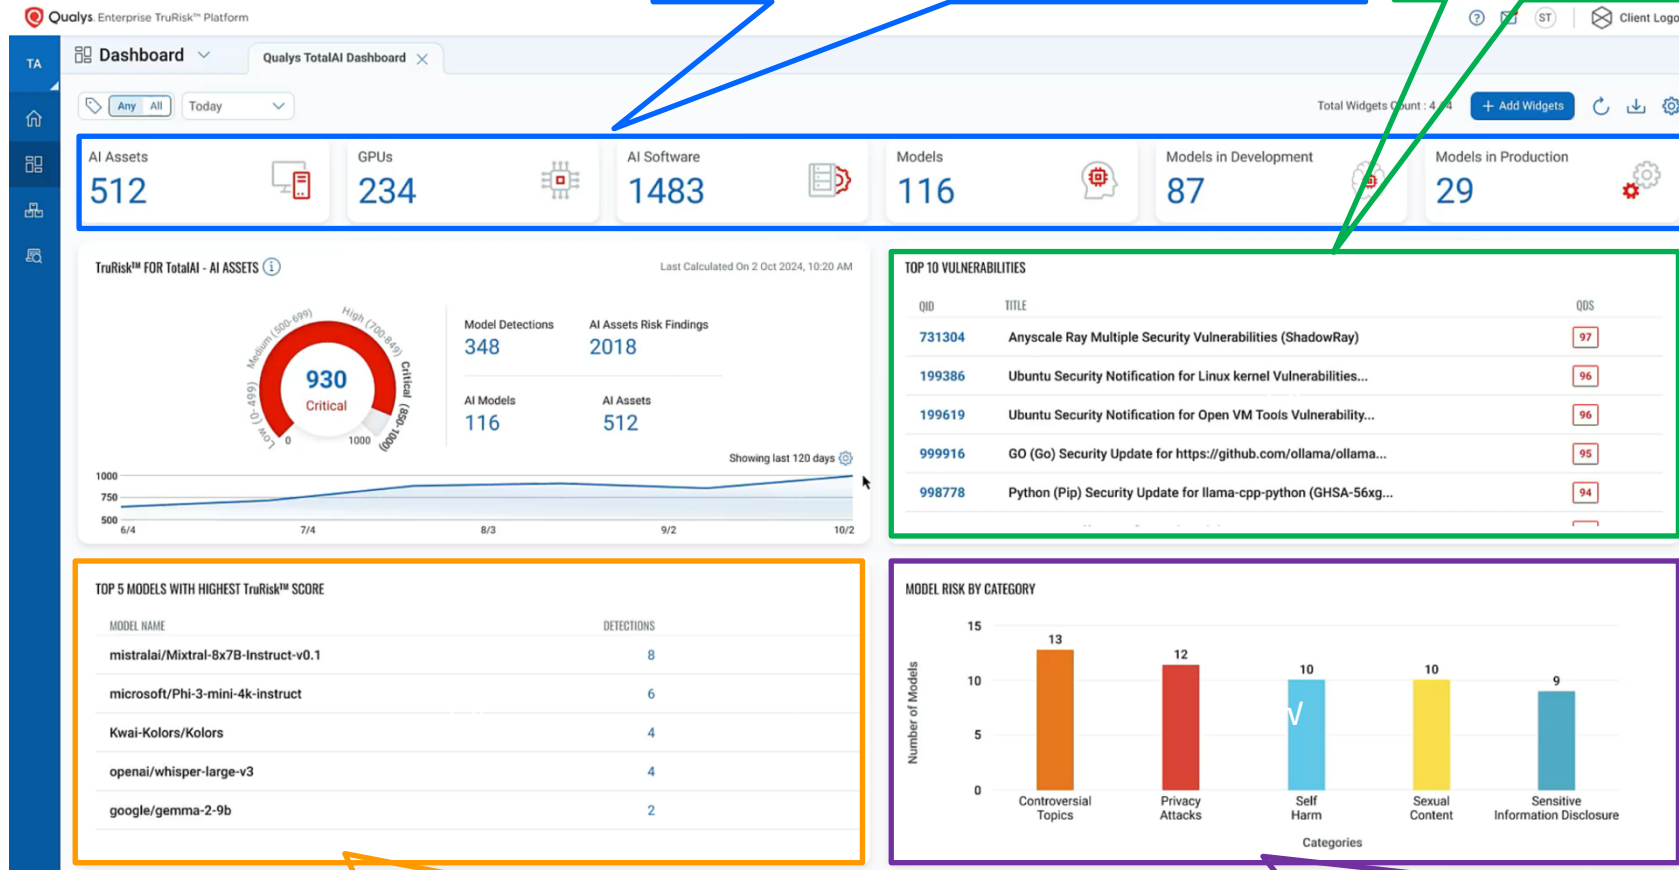 Qualys. Enterprise TruRisk™ Platform
ST
Client Logo
TA
Dashboard
Qualys TotalAI Dashboard
Any All
Today
Total Widgets Count :
+ Add Widgets
AI Assets
512
GPUs
234
AI Software
1483
Models
116
Models in Development
87
Models in Production
29
TruRisk™ FOR TotalAI - AI ASSETS
Last Calculated On 2 Oct 2024, 10:20 AM
Low (0-499)
Medium (500-699)
High (700-849)
Critical (850-1000)
930
Critical
0
1000
Model Detections
348
AI Assets Risk Findings
2018
AI Models
116
AI Assets
512
Showing last 120 days
1000
750
500
6/4
7/4
8/3
9/2
10/2
TOP 10 VULNERABILITIES
QID TITLE QDS
731304 Anyscale Ray Multiple Security Vulnerabilities (ShadowRay) 97
199386 Ubuntu Security Notification for Linux kernel Vulnerabilities... 96
199619 Ubuntu Security Notification for Open VM Tools Vulnerability... 96
999916 GO (Go) Security Update for https://github.com/ollama/ollama... 95
998778 Python (Pip) Security Update for llama-cpp-python (GHSA-56xg... 94
TOP 5 MODELS WITH HIGHEST TruRisk™ SCORE
MODEL NAME DETECTIONS
mistralai/Mixtral-8x7B-Instruct-v0.1 8
microsoft/Phi-3-mini-4k-instruct 6
Kwai-Kolors/Kolors 4
openai/whisper-large-v3 4
google/gemma-2-9b 2
MODEL RISK BY CATEGORY
Number of Models
15
10
5
0
13
12
10
10
9
Controversial Topics
Privacy Attacks
Self Harm
Sexual Content
Sensitive Information Disclosure
Categories